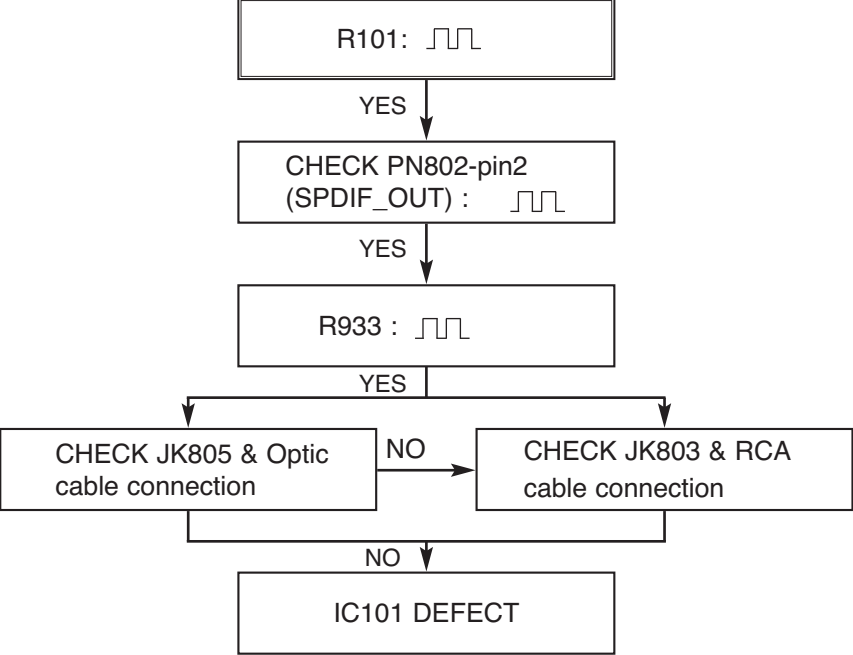 R101:
YES
CHECK PN802-pin2
(SPDIF_OUT) :
YES
R933 :
YES
CHECK JK805 & Optic
cable connection
NO
CHECK JK803 & RCA
cable connection
NO
IC101 DEFECT